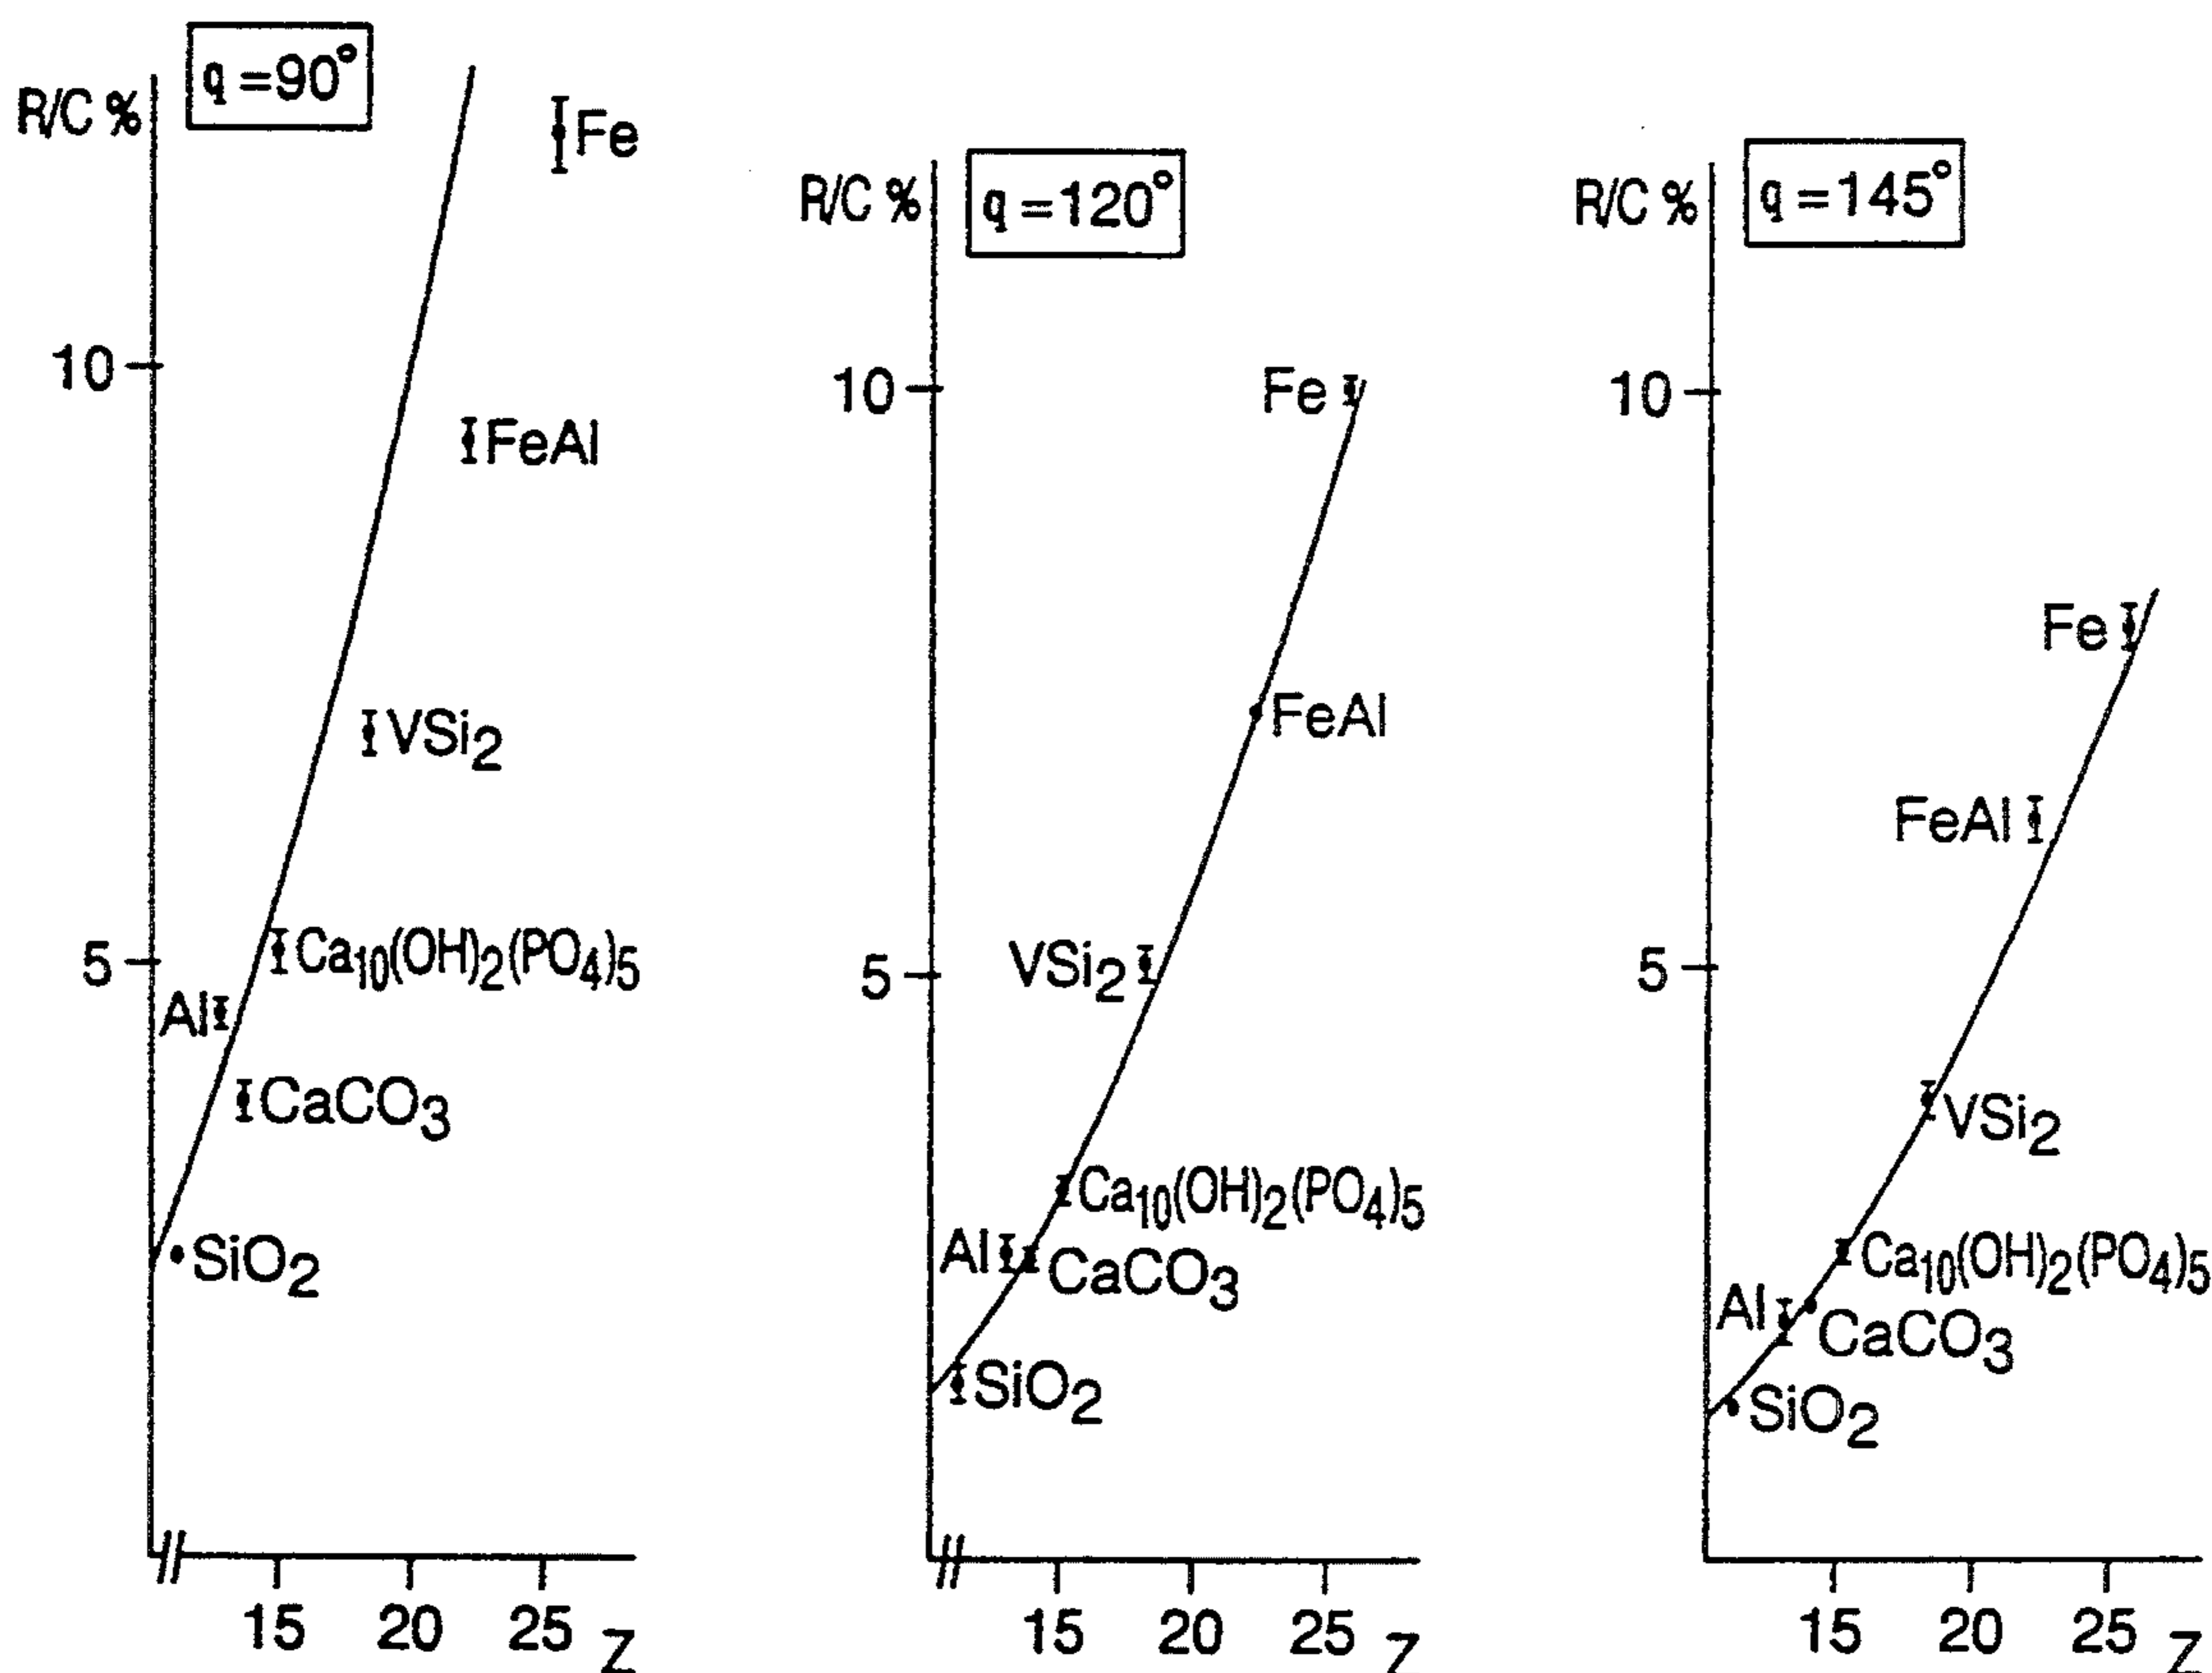 q =90°
R/C %
Fe
10
FeAl
VSi2
5
Ca10(OH)2(PO4)5
Al
CaCO3
SiO2
15 20 25 Z
q =120°
R/C %
10
Fe
FeAl
VSi2
5
Ca10(OH)2(PO4)5
Al
CaCO3
SiO2
15 20 25 Z
q =145°
R/C %
10
Fe
FeAl
5
VSi2
Ca10(OH)2(PO4)5
Al
CaCO3
SiO2
15 20 25 Z